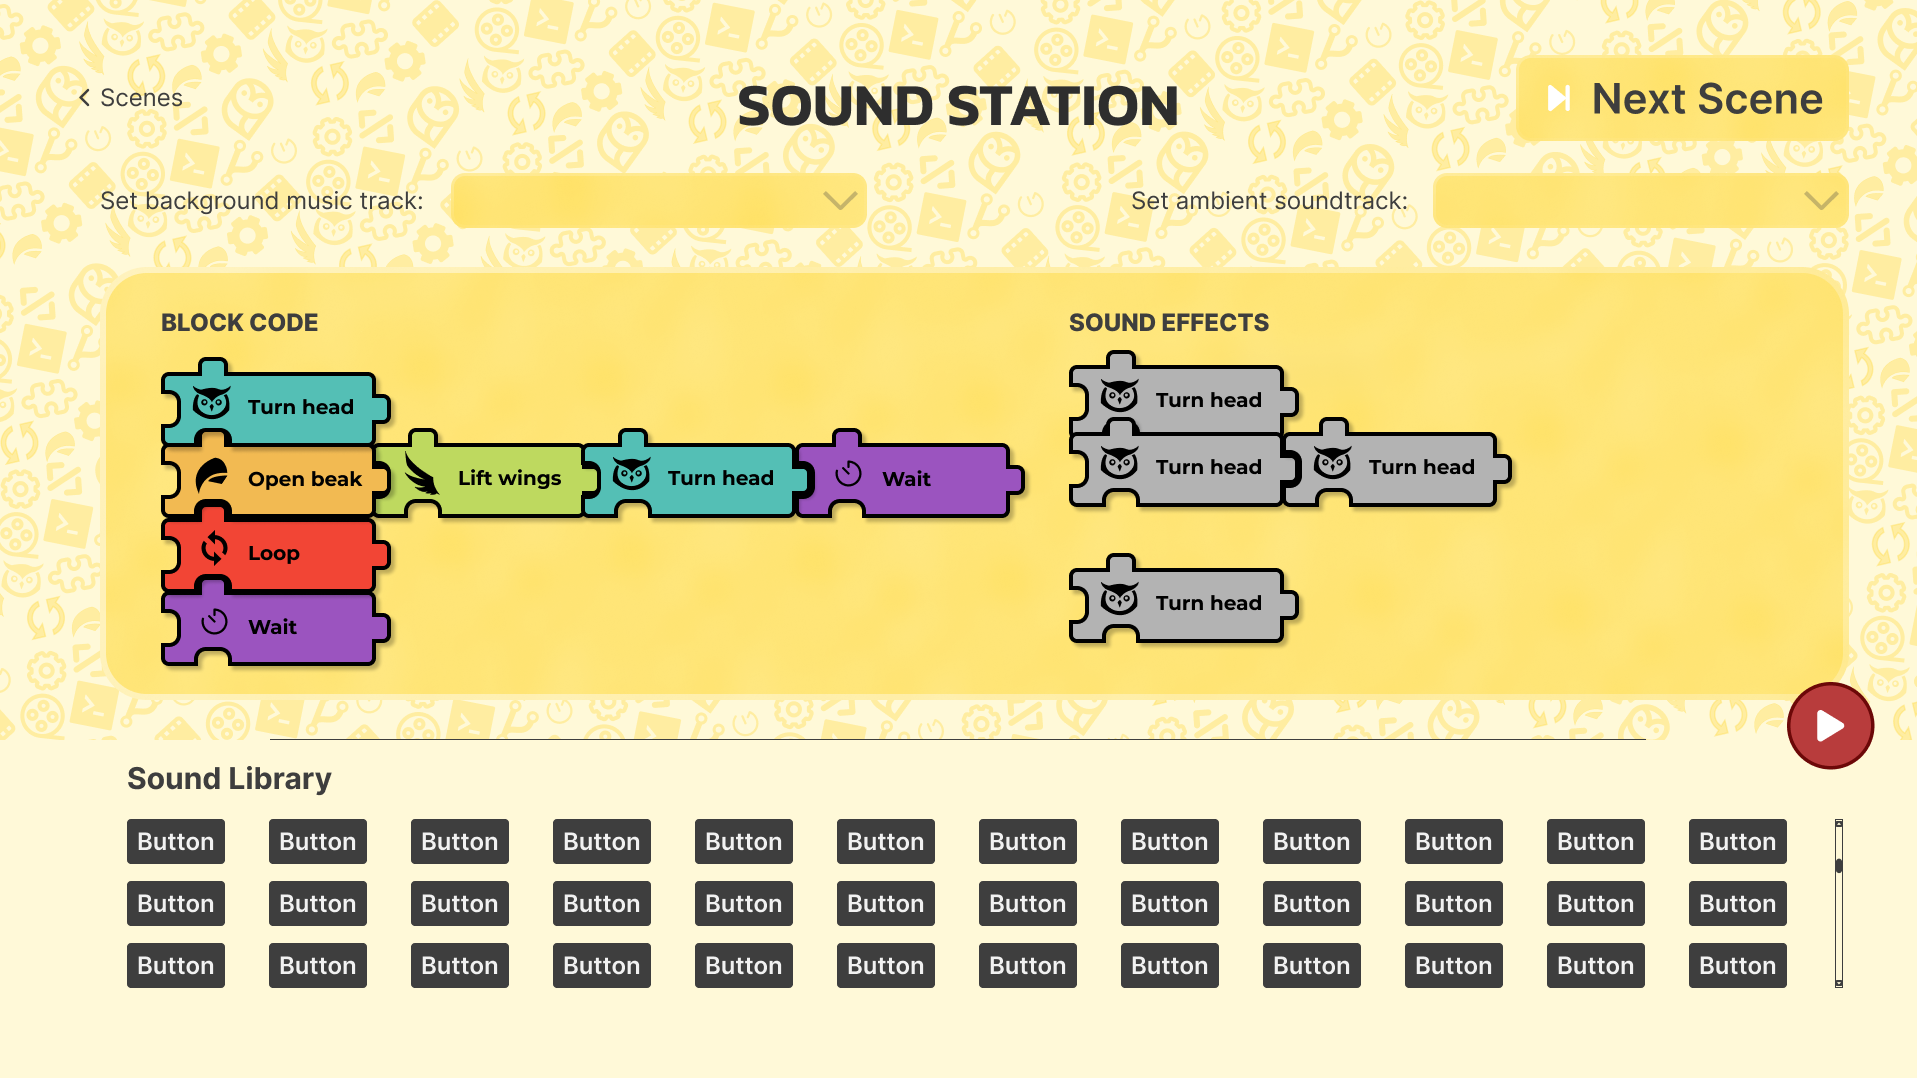 Scenes
SOUND STATION
Next Scene
Set background music track:
Set ambient soundtrack:
BLOCK CODE
Turn head
Open beak
Lift wings
Turn head
Wait
Loop
Wait
SOUND EFFECTS
Turn head
Turn head
Turn head
Turn head
Sound Library
Button Button Button Button Button Button Button Button Button Button Button Button
Button Button Button Button Button Button Button Button Button Button Button Button
Button Button Button Button Button Button Button Button Button Button Button Button